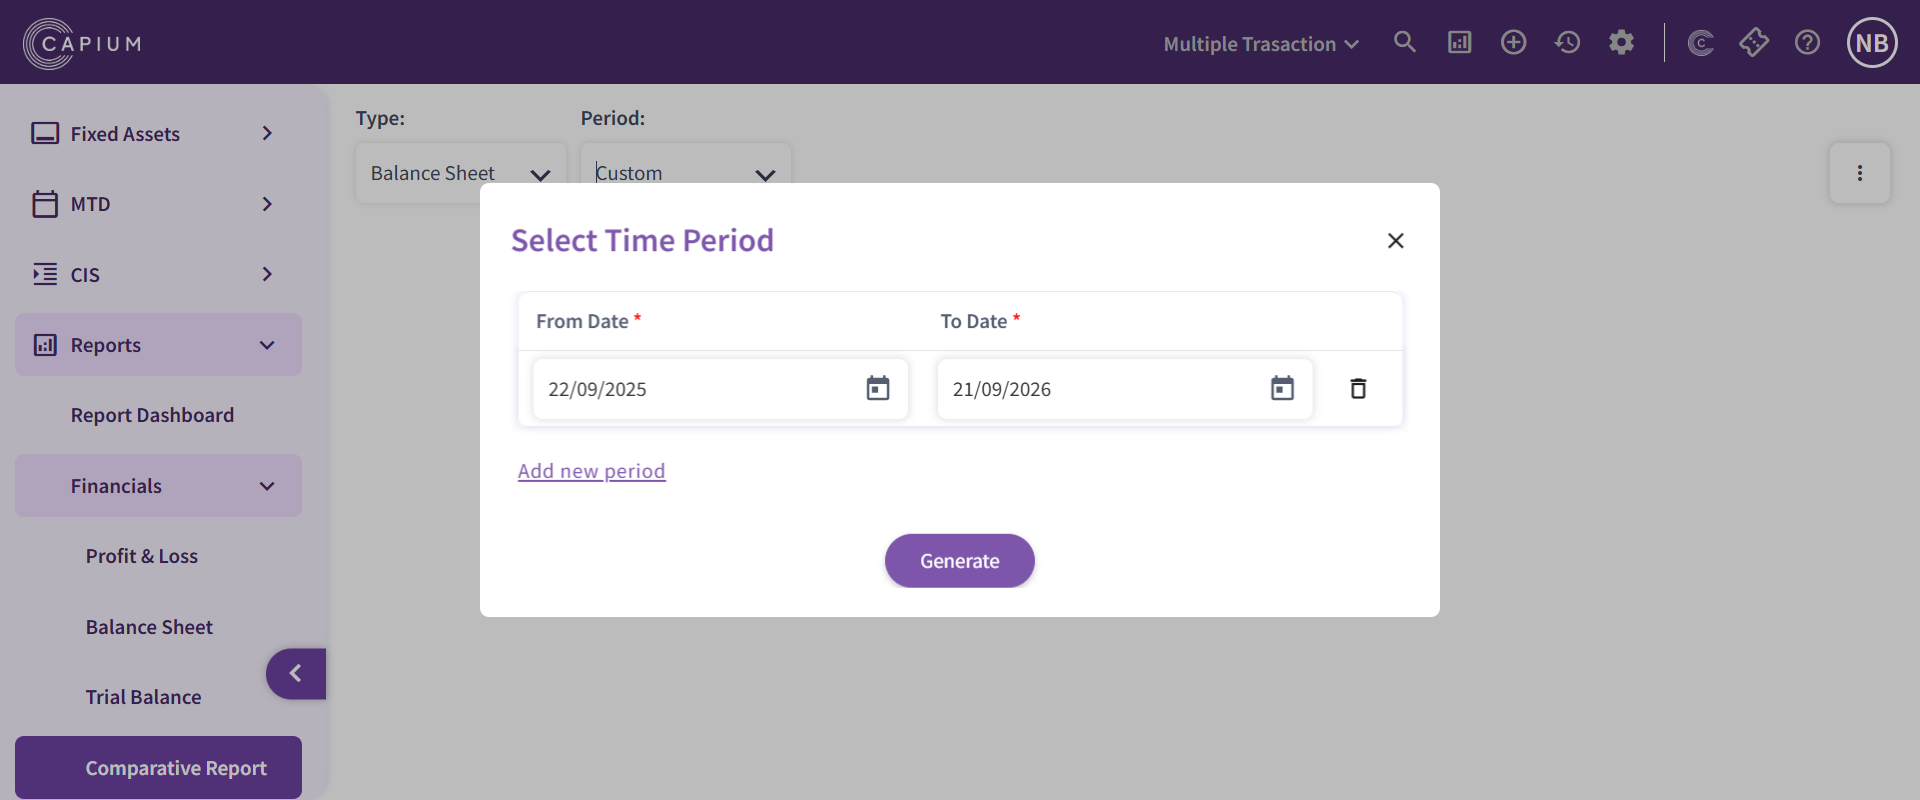 CAPIUM
Multiple Trasaction
NB
Fixed Assets
MTD
CIS
Reports
Report Dashboard
Financials
Profit & Loss
Balance Sheet
Trial Balance
Comparative Report
Type:
Period:
Balance Sheet
Custom
Select Time Period
From Date *
To Date *
22/09/2025
21/09/2026
Add new period
Generate